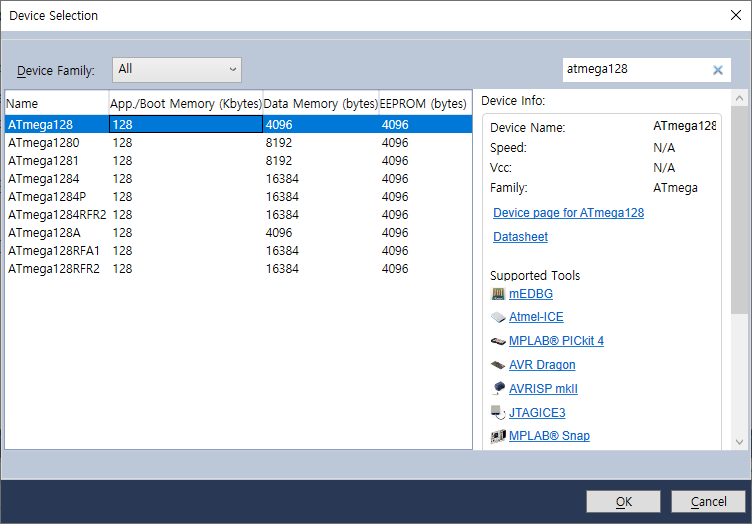 Device Selection
Device Family: All atmega128
Name App./Boot Memory (Kbytes) Data Memory (bytes) EEPROM (bytes)
ATmega128 128 4096 4096
ATmega1280 128 8192 4096
ATmega1281 128 8192 4096
ATmega1284 128 16384 4096
ATmega1284P 128 16384 4096
ATmega1284RFR2 128 16384 4096
ATmega128A 128 4096 4096
ATmega128RFA1 128 16384 4096
ATmega128RFR2 128 16384 4096
Device Info:
Device Name: ATmega128
Speed: N/A
Vcc: N/A
Family: ATmega
Device page for ATmega128
Datasheet
Supported Tools
mEDBG
Atmel-ICE
MPLAB® PICkit 4
AVR Dragon
AVRISP mkII
JTAGICE3
MPLAB® Snap
OK Cancel